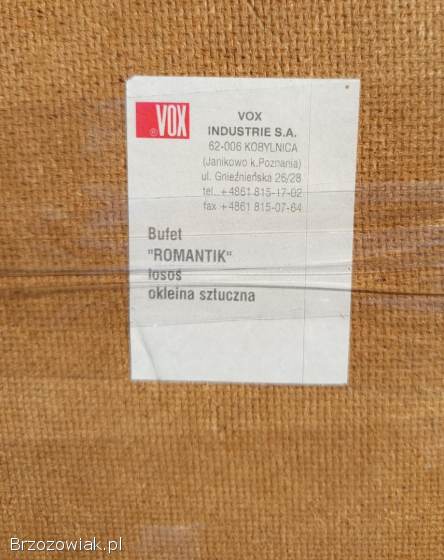 ®VOX
VOX
INDUSTRIE S.A.
62-006 KOBYLNICA
(Janikowo k.Poznania)
ul. Gnieźnieńska 26/28
tel. +4861 815-17-02
fax +4861 815-07-64
Bufet
"ROMANTIK"
łosoś
okleina sztuczna
Brzozowiak.pl